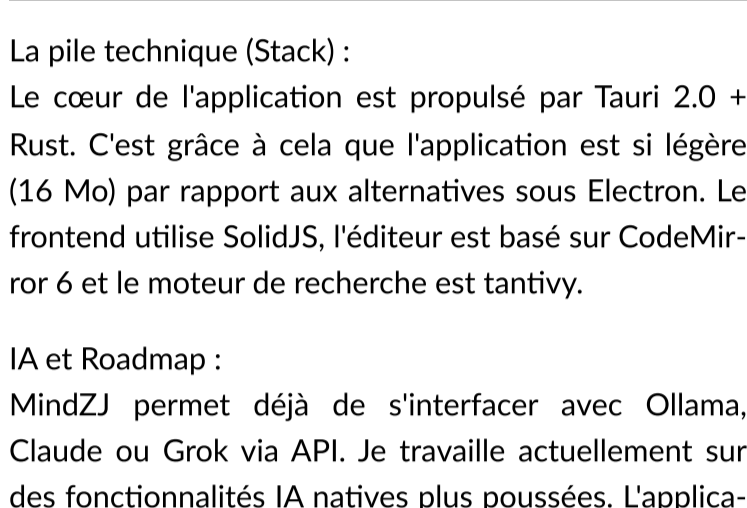 La pile technique (Stack) :
Le cœur de l'application est propulsé par Tauri 2.0 +
Rust. C'est grâce à cela que l'application est si légère
(16 Mo) par rapport aux alternatives sous Electron. Le
frontend utilise SolidJS, l'éditeur est basé sur CodeMir-
ror 6 et le moteur de recherche est tantivy.
IA et Roadmap :
MindZJ permet déjà de s'interfacer avec Ollama,
Claude ou Grok via API. Je travaille actuellement sur
des fonctionnalités IA natives plus poussées. L'applica-